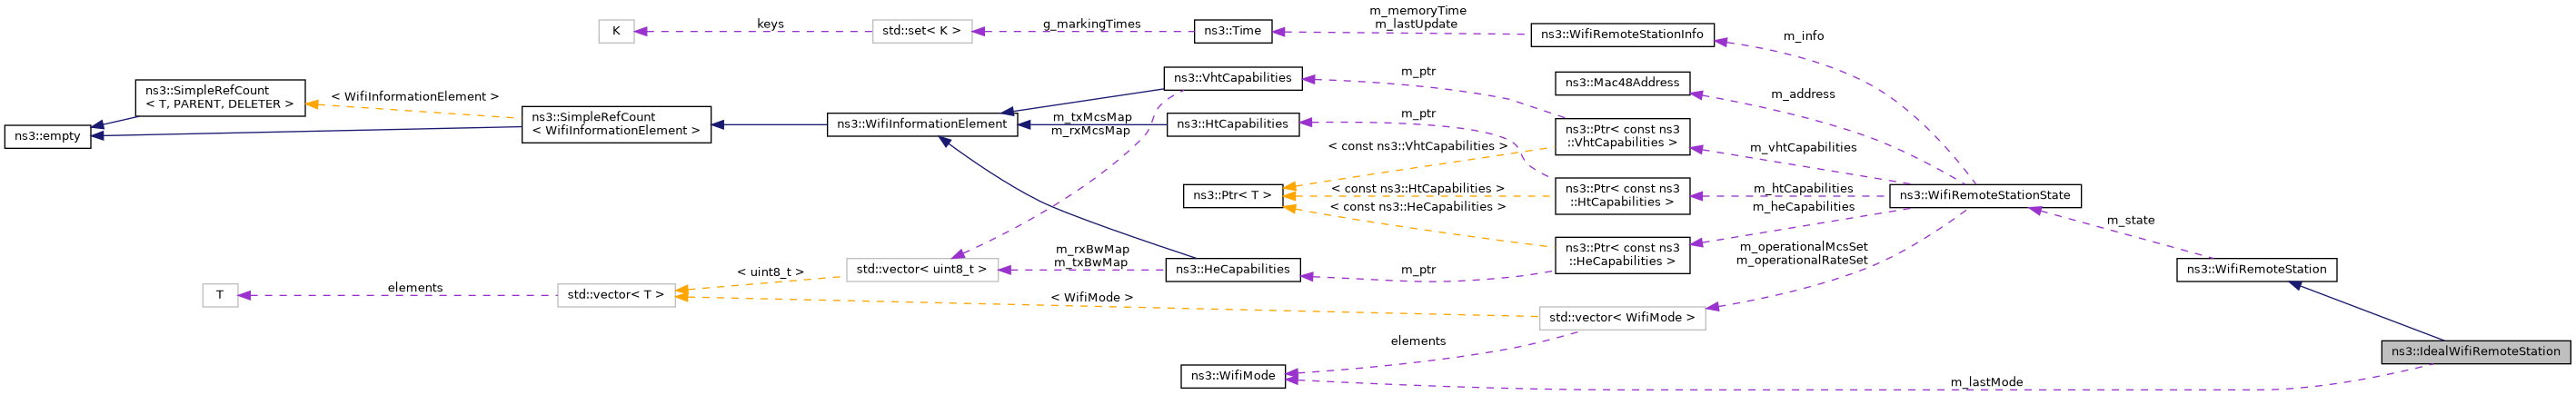 K
keys
std::set< K >
g_markingTimes
ns3::Time
m_memoryTime
m_lastUpdate
ns3::WifiRemoteStationInfo
m_info
ns3::SimpleRefCount
< T, PARENT, DELETER >
< WifiInformationElement >
ns3::empty
ns3::SimpleRefCount
< WifiInformationElement >
ns3::WifiInformationElement
ns3::VhtCapabilities
m_txMcsMap
m_rxMcsMap
ns3::HtCapabilities
m_ptr
m_ptr
ns3::Mac48Address
m_address
ns3::Ptr< const ns3
::VhtCapabilities >
m_vhtCapabilities
< const ns3::VhtCapabilities >
ns3::Ptr< T >
< const ns3::HtCapabilities >
< const ns3::HeCapabilities >
ns3::Ptr< const ns3
::HtCapabilities >
m_htCapabilities
m_heCapabilities
ns3::WifiRemoteStationState
m_state
ns3::Ptr< const ns3
::HeCapabilities >
m_operationalMcsSet
m_operationalRateSet
m_rxBwMap
m_txBwMap
ns3::HeCapabilities
m_ptr
std::vector< uint8_t >
< uint8_t >
ns3::WifiRemoteStation
T
elements
std::vector< T >
< WifiMode >
std::vector< WifiMode >
elements
ns3::WifiMode
ns3::IdealWifiRemoteStation
m_lastMode